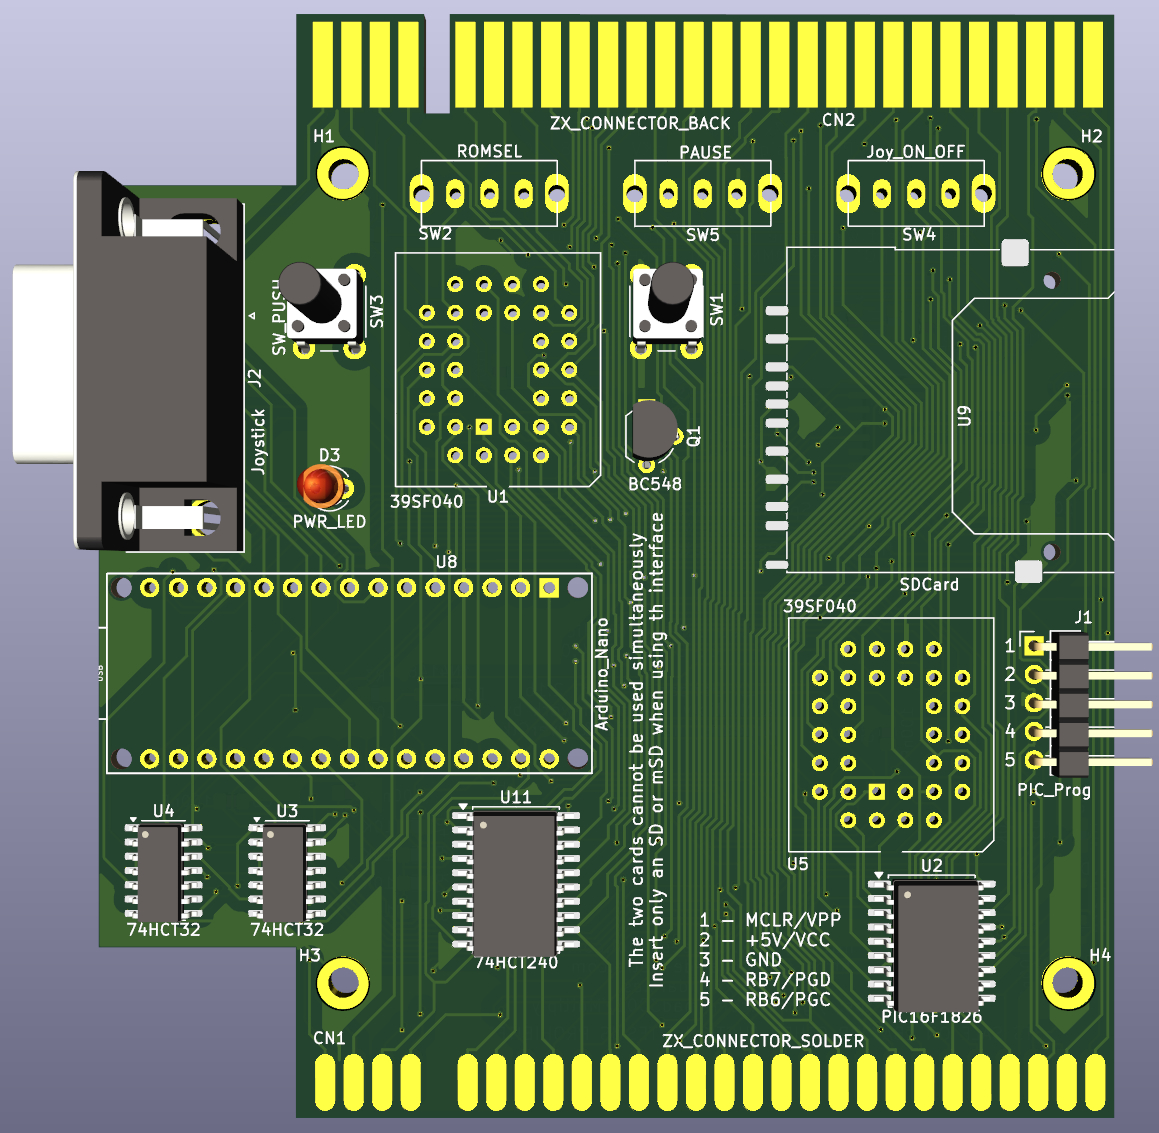 ZX_CONNECTOR_BACK
CN2
H1
H2
ROMSEL
PAUSE
Joy_ON_OFF
SW2
SW5
SW4
SW_PUSH
SW3
SW1
J2
Joystick
U9
Q1
BC548
D3
PWR_LED
39SF040
U1
U8
SDCard
39SF040
J1
USB
Arduino_Nano
The two cards cannot be used simultaneously
Insert only an SD or mSD when using th interface
1
2
3
4
5
PIC_Prog
U4
U3
U11
U5
U2
74HCT32
74HCT32
74HCT240
1 - MCLR/VPP
2 - +5V/VCC
3 - GND
4 - RB7/PGD
5 - RB6/PGC
H3
H4
PIC16F1826
CN1
ZX_CONNECTOR_SOLDER